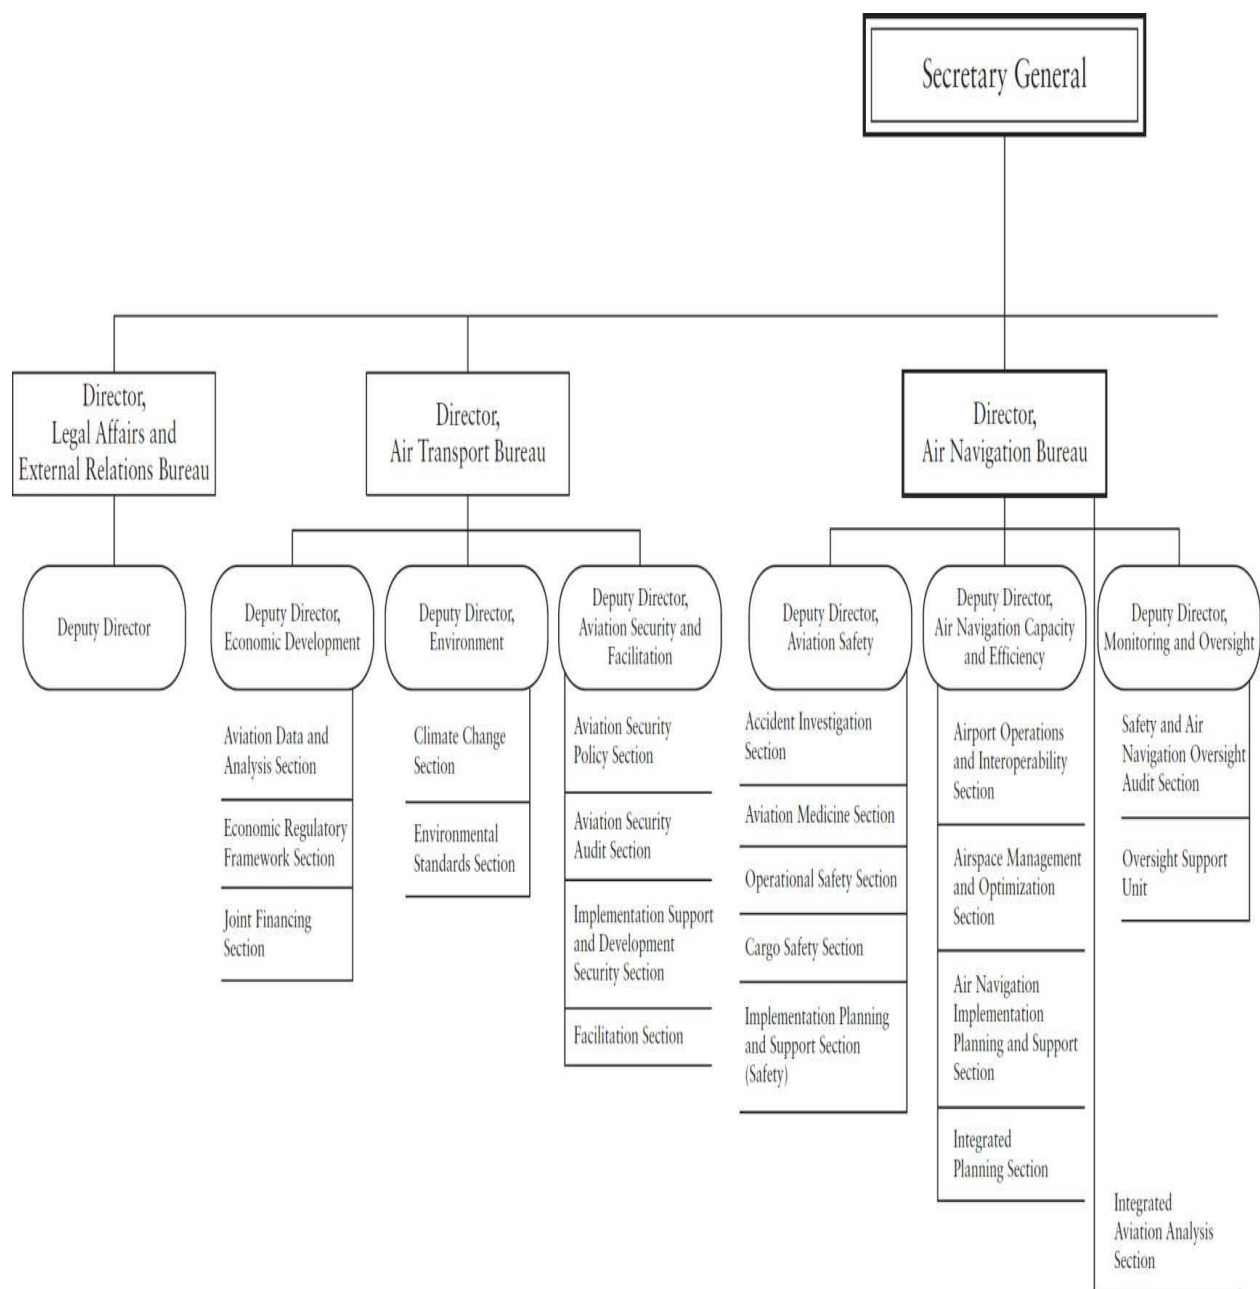 Secretary General
Director,
Legal Affairs and
External Relations Bureau
Director,
Air Transport Bureau
Director,
Air Navigation Bureau
Deputy Director
Deputy Director,
Economic Development
Deputy Director,
Environment
Deputy Director,
Aviation Security and
Facilitation
Deputy Director,
Aviation Safety
Deputy Director,
Air Navigation Capacity
and Efficiency
Deputy Director,
Monitoring and Oversight
Aviation Data and
Analysis Section
Economic Regulatory
Framework Section
Joint Financing
Section
Climate Change
Section
Environmental
Standards Section
Aviation Security
Policy Section
Aviation Security
Audit Section
Implementation Support
and Development
Security Section
Facilitation Section
Accident Investigation
Section
Aviation Medicine Section
Operational Safety Section
Cargo Safety Section
Implementation Planning
and Support Section
(Safety)
Airport Operations
and Interoperability
Section
Airspace Management
and Optimization
Section
Air Navigation
Implementation
Planning and Support
Section
Integrated
Planning Section
Safety and Air
Navigation Oversight
Audit Section
Oversight Support
Unit
Integrated
Aviation Analysis
Section